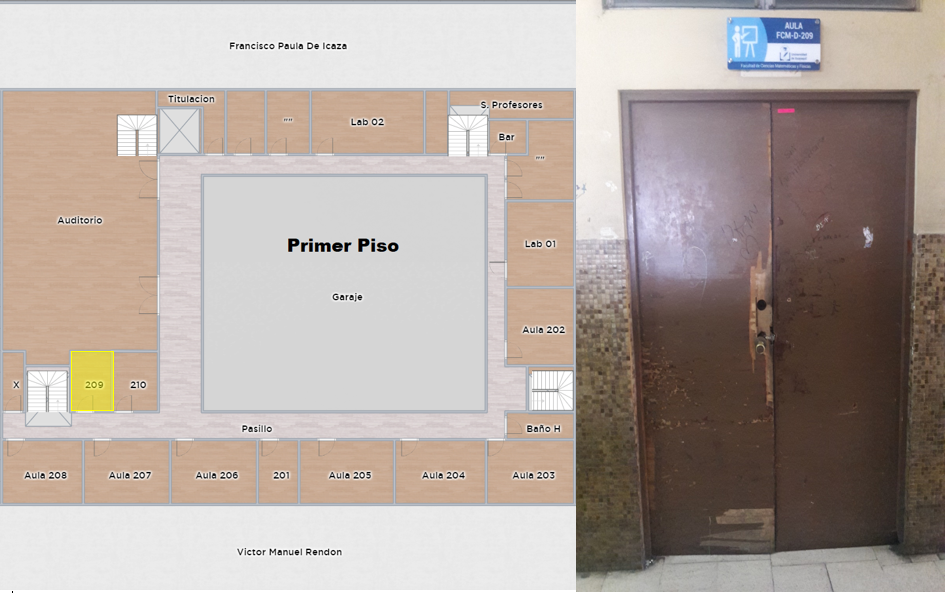 Francisco Paula De Icaza
Titulacion
""
Lab 02
S. Profesores
Bar
""
Auditorio
Primer Piso
Garaje
Lab 01
Aula 202
X
209
210
Pasillo
Baño H
Aula 208
Aula 207
Aula 206
201
Aula 205
Aula 204
Aula 203
Victor Manuel Rendon
AULA
FCM-D-209
Facultad de Ciencias Matemáticas y Físicas